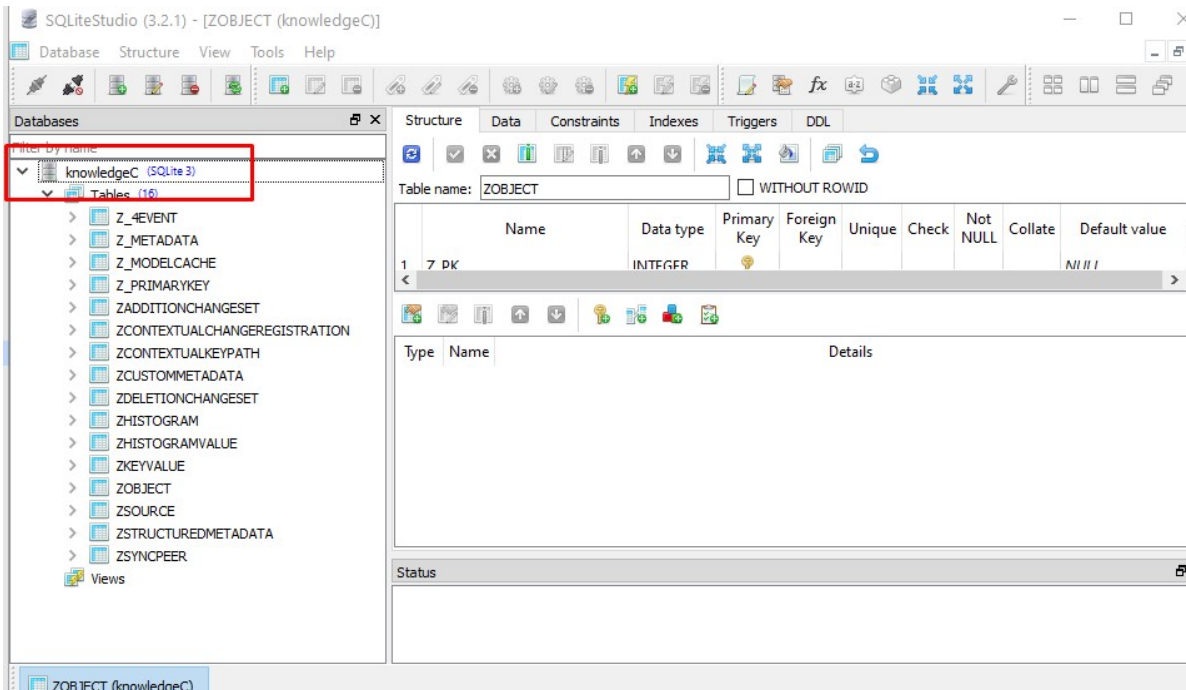 SQLiteStudio (3.2.1) - [ZOBJECT (knowledgeC)]
Database Structure View Tools Help
Databases
Filter by name
knowledgeC (SQLite 3)
Tables (16)
Z_4EVENT
Z_METADATA
Z_MODELCACHE
Z_PRIMARYKEY
ZADDITIONCHANGESET
ZCONTEXTUALCHANGEREGISTRATION
ZCONTEXTUALKEYPATH
ZCUSTOMMETADATA
ZDELETIONCHANGESET
ZHISTOGRAM
ZHISTOGRAMVALUE
ZKEYVALUE
ZOBJECT
ZSOURCE
ZSTRUCTUREDMETADATA
ZSYNCPEER
Views
Structure Data Constraints Indexes Triggers DDL
Table name: ZOBJECT WITHOUT ROWID
Name Data type Primary Key Foreign Key Unique Check Not NULL Collate Default value
1 Z_PK INTEGER NULL
Type Name Details
Status
ZOBJECT (knowledgeC)